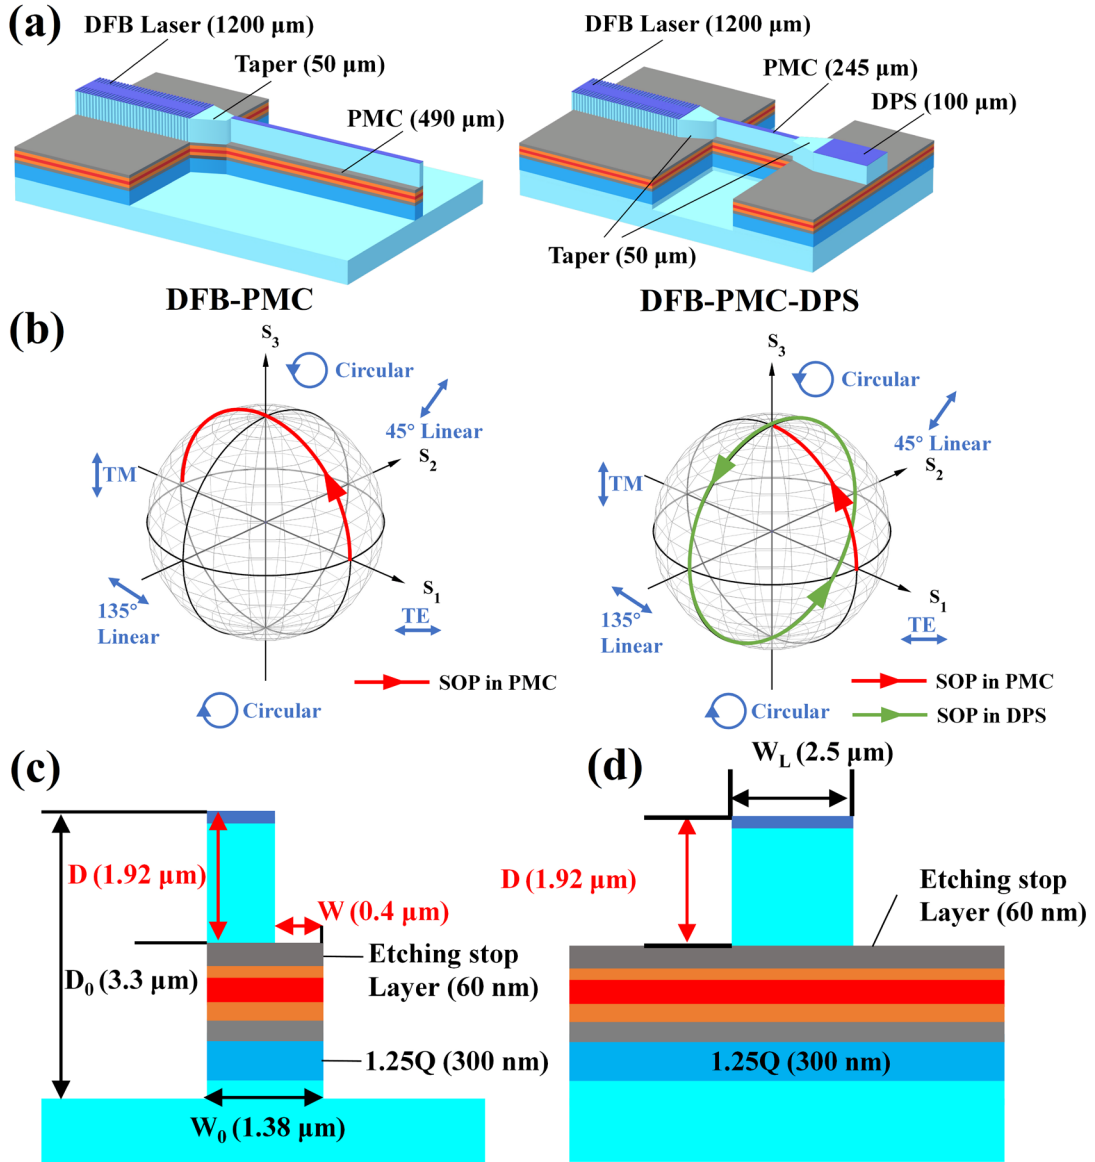 (a)
DFB Laser (1200 μm)
Taper (50 μm)
PMC (490 μm)
DFB-PMC
DFB Laser (1200 μm)
PMC (245 μm)
DPS (100 μm)
Taper (50 μm)
DFB-PMC-DPS
(b)
S3
Circular
45° Linear
S2
TM
S1
135°
Linear
TE
SOP in PMC
Circular
S3
Circular
45° Linear
S2
TM
S1
135°
Linear
TE
SOP in PMC
Circular
SOP in DPS
(c)
D (1.92 μm)
W (0.4 μm)
D0 (3.3 μm)
Etching stop
Layer (60 nm)
1.25Q (300 nm)
W0 (1.38 μm)
(d)
WL (2.5 μm)
D (1.92 μm)
Etching stop
Layer (60 nm)
1.25Q (300 nm)